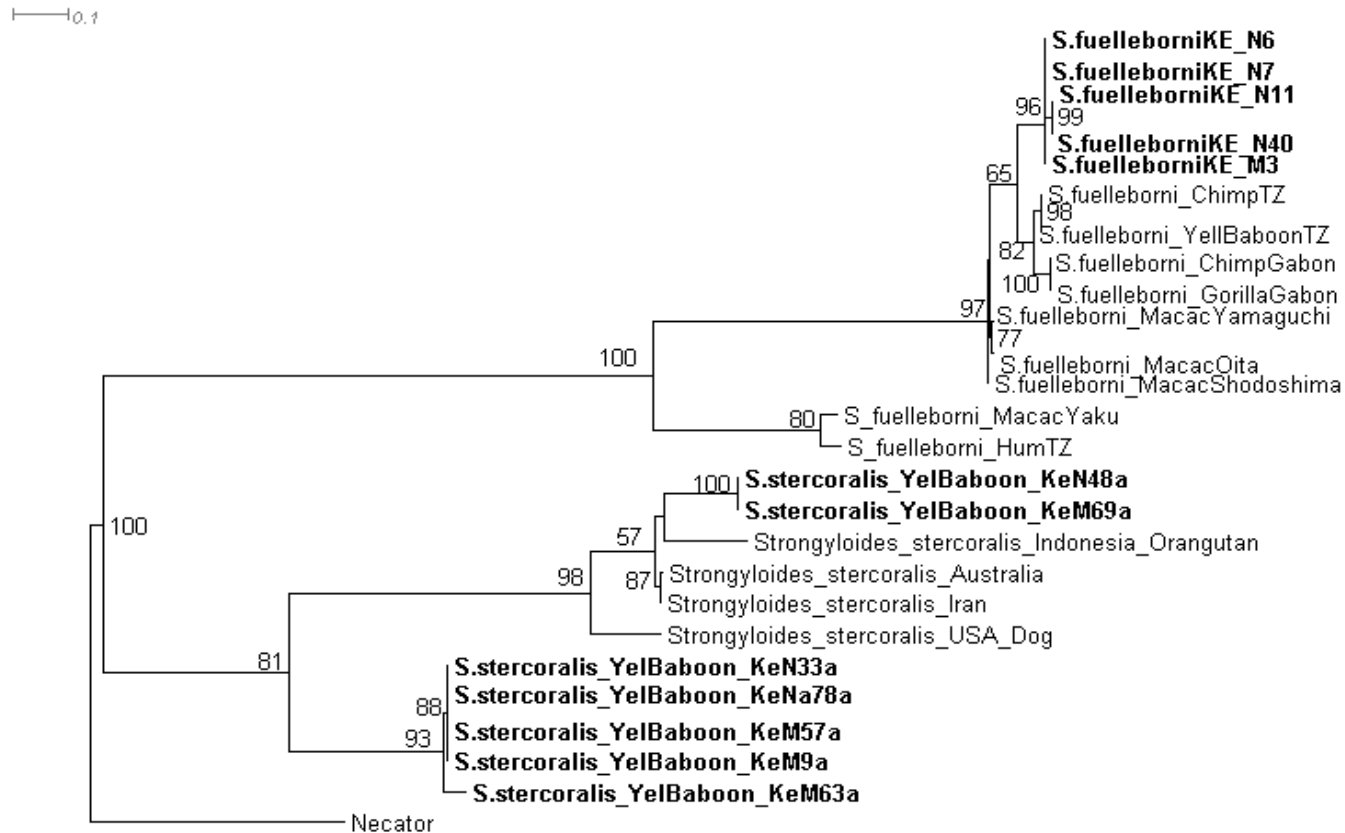 0.1
S.fuelleborniKE_N6
S.fuelleborniKE_N7
96
S.fuelleborniKE_N11
99
S.fuelleborniKE_N40
S.fuelleborniKE_M3
65
S.fuelleborni_ChimpTZ
98
S.fuelleborni_YellBaboonTZ
82
S.fuelleborni_ChimpGabon
100
S.fuelleborni_GorillaGabon
97
S.fuelleborni_MacacYamaguchi
77
100
S.fuelleborni_MacacOita
S.fuelleborni_MacacShodoshima
80
S_fuelleborni_MacacYaku
S_fuelleborni_HumTZ
100
S.stercoralis_YelBaboon_KeN48a
S.stercoralis_YelBaboon_KeM69a
100
57
Strongyloides_stercoralis_Indonesia_Orangutan
98
87
Strongyloides_stercoralis_Australia
Strongyloides_stercoralis_Iran
Strongyloides_stercoralis_USA_Dog
81
S.stercoralis_YelBaboon_KeN33a
S.stercoralis_YelBaboon_KeNa78a
88
S.stercoralis_YelBaboon_KeM57a
93
S.stercoralis_YelBaboon_KeM9a
S.stercoralis_YelBaboon_KeM63a
Necator